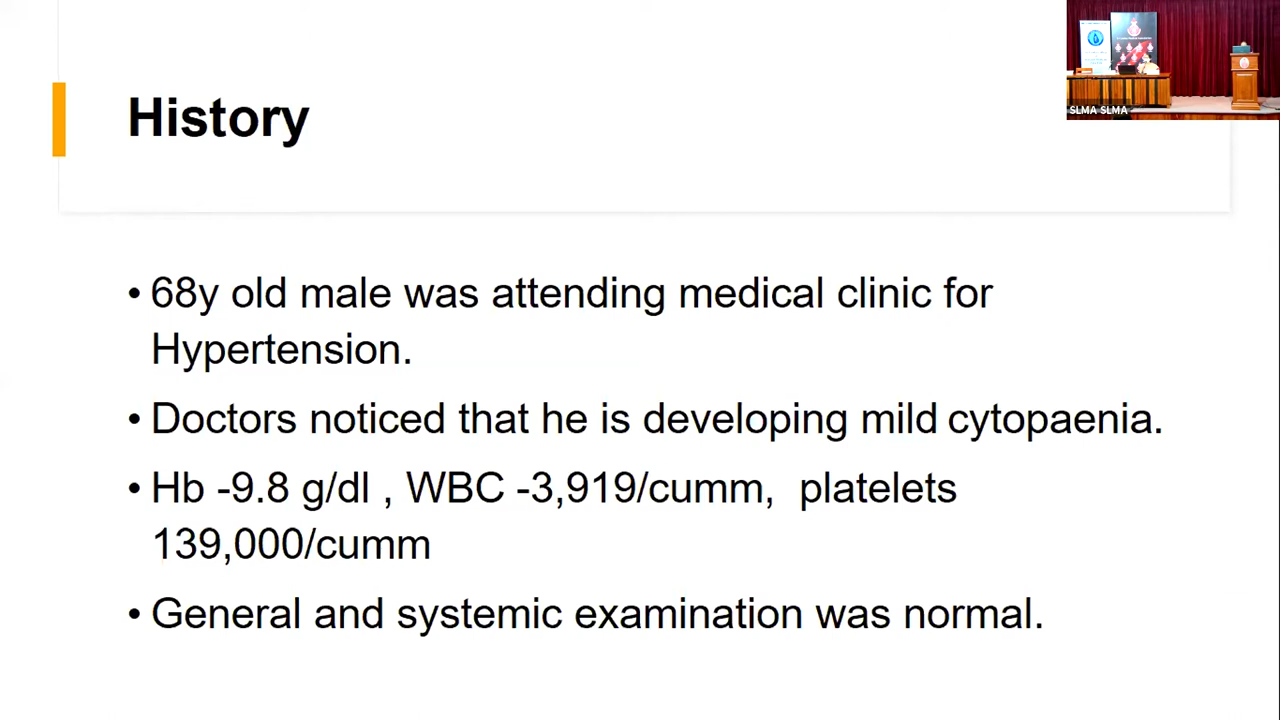 History
SLMA SLMA
• 68y old male was attending medical clinic for
Hypertension.
• Doctors noticed that he is developing mild cytopaenia.
• Hb -9.8 g/dl , WBC -3,919/cumm,  platelets
139,000/cumm
• General and systemic examination was normal.